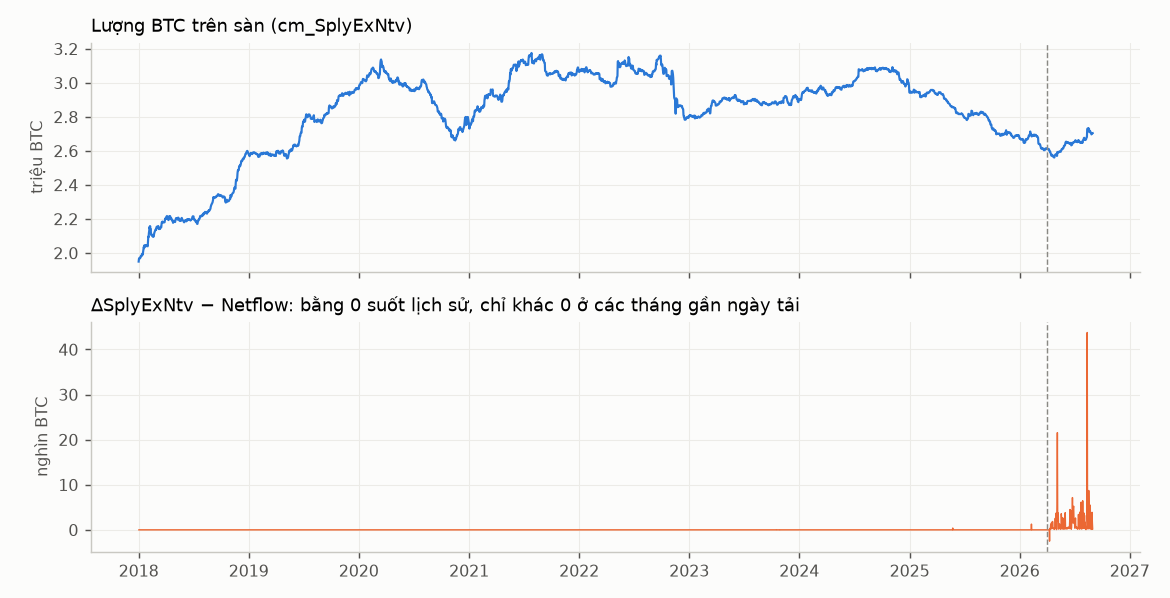 Lượng BTC trên sàn (cm_SplyExNtv)
3.2
3.0
2.8
2.6
2.4
2.2
2.0
triệu BTC
ΔSplyExNtv − Netflow: bằng 0 suốt lịch sử, chỉ khác 0 ở các tháng gần ngày tải
40
30
20
10
0
nghìn BTC
2018 2019 2020 2021 2022 2023 2024 2025 2026 2027